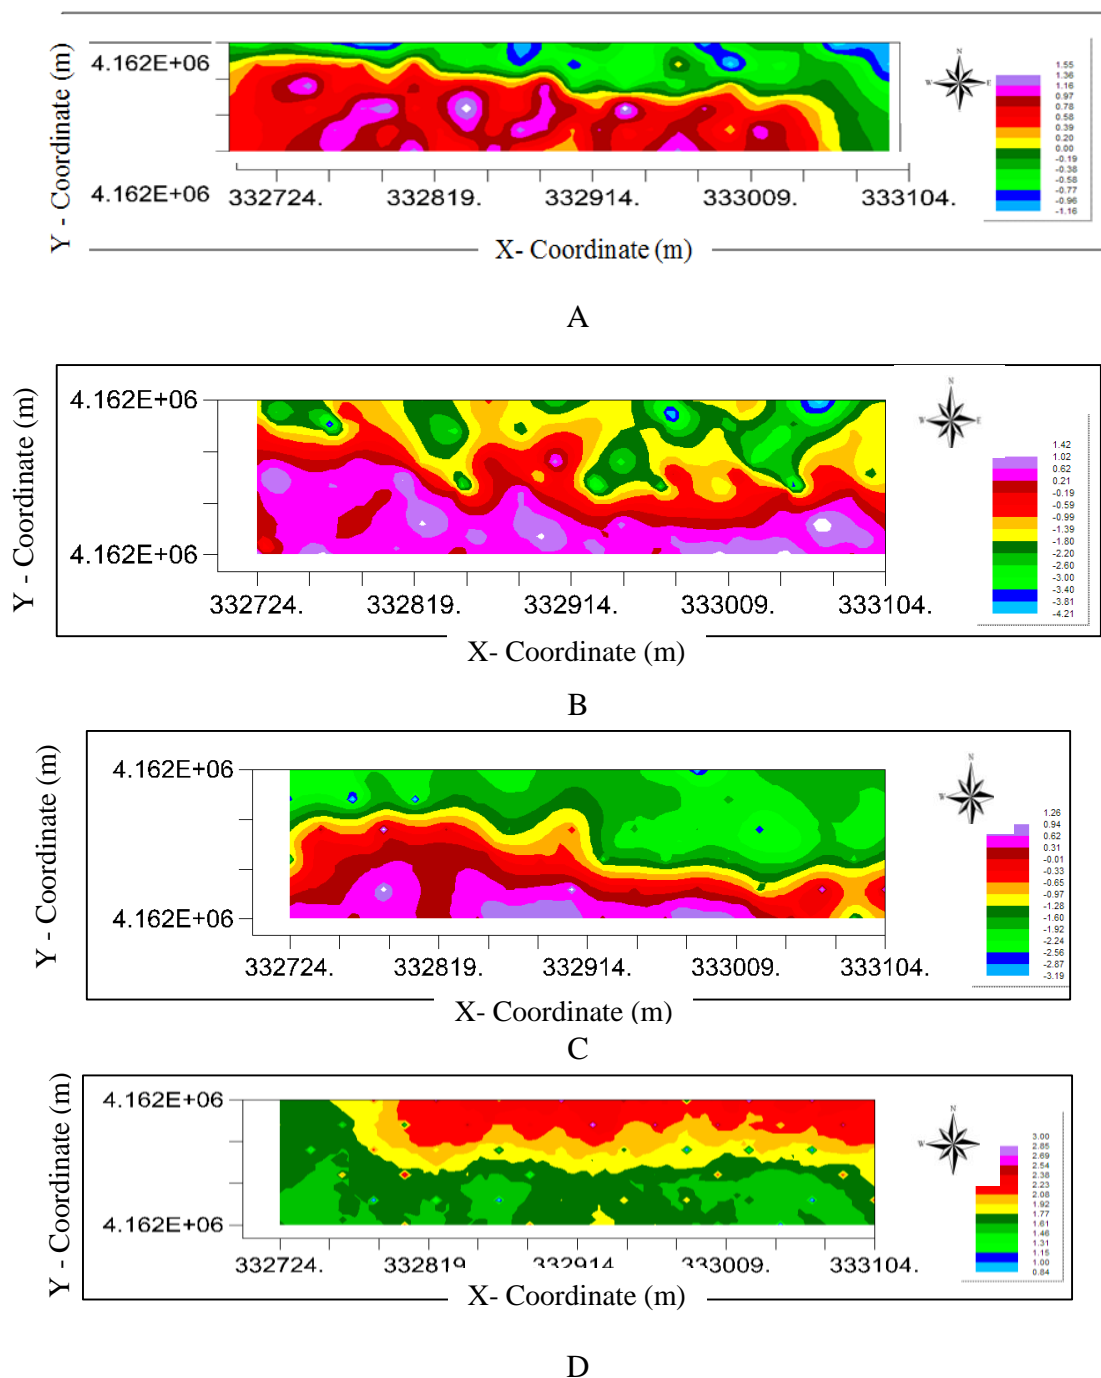 Y - Coordinate (m)
4.162E+06
4.162E+06
332724.
332819.
332914.
333009.
333104.
X- Coordinate (m)
N
W
E
1.55
1.36
1.16
0.97
0.78
0.58
0.39
0.20
0.00
-0.19
-0.38
-0.58
-0.77
-0.96
-1.16
A
Y - Coordinate (m)
4.162E+06
4.162E+06
332724.
332819.
332914.
333009.
333104.
X- Coordinate (m)
N
W
E
1.42
1.02
0.62
0.21
-0.19
-0.59
-0.99
-1.39
-1.80
-2.20
-2.60
-3.00
-3.40
-3.81
-4.21
B
Y - Coordinate (m)
4.162E+06
4.162E+06
332724.
332819.
332914.
333009.
333104.
X- Coordinate (m)
N
W
1.26
0.94
0.62
0.31
-0.01
-0.33
-0.65
-0.97
-1.28
-1.60
-1.92
-2.24
-2.56
-2.87
-3.19
C
Y - Coordinate (m)
4.162E+06
4.162E+06
332724.
332819
332914
333009.
333104.
X- Coordinate (m)
N
W
E
3.00
2.85
2.69
2.54
2.38
2.23
2.08
1.92
1.77
1.61
1.46
1.31
1.15
1.00
0.84
D